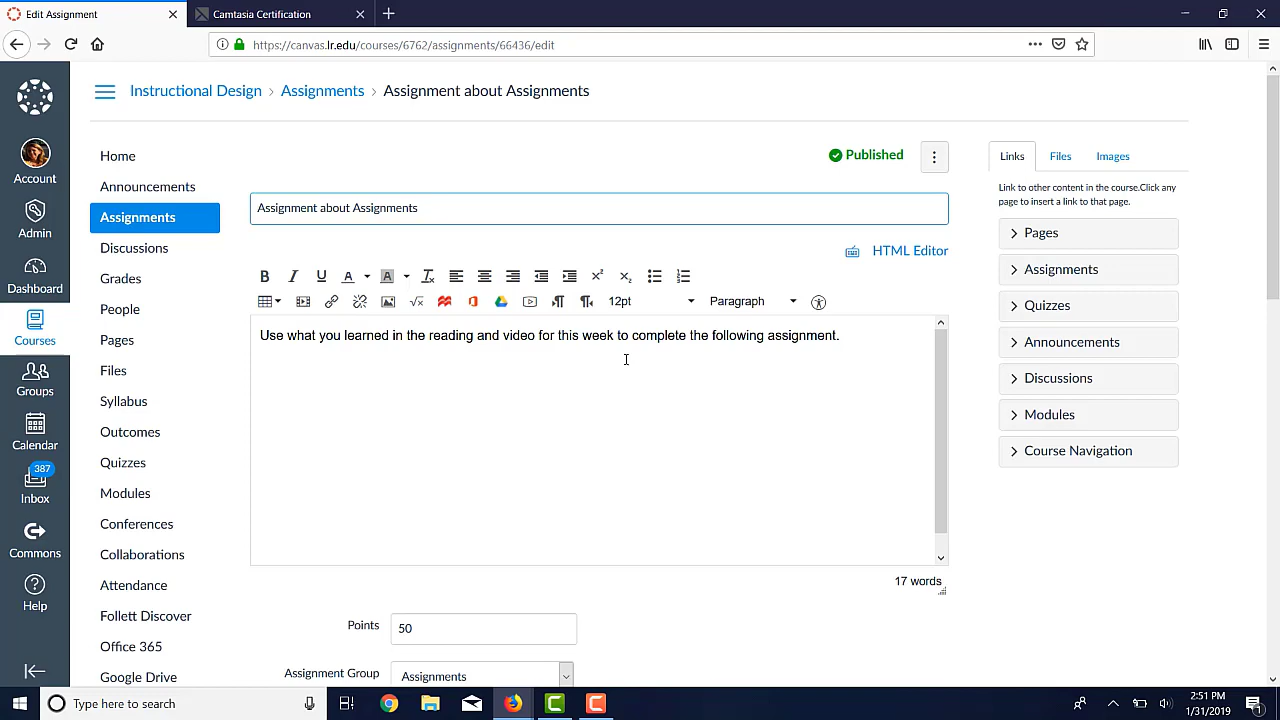 Edit Assignment
Camtasia Certification
https://canvas.lr.edu/courses/6762/assignments/66436/edit
Instructional Design > Assignments > Assignment about Assignments
Account
Admin
Dashboard
Courses
Groups
Calendar
387
Inbox
Commons
Help
Home
Announcements
Assignments
Discussions
Grades
People
Pages
Files
Syllabus
Outcomes
Quizzes
Modules
Conferences
Collaborations
Attendance
Follett Discover
Office 365
Google Drive
Published
Assignment about Assignments
HTML Editor
12pt
Paragraph
Use what you learned in the reading and video for this week to complete the following assignment.
17 words
Points
50
Assignment Group
Assignments
Links
Files
Images
Link to other content in the course.Click any
page to insert a link to that page.
Pages
Assignments
Quizzes
Announcements
Discussions
Modules
Course Navigation
Type here to search
2:51 PM
1/31/2019
1